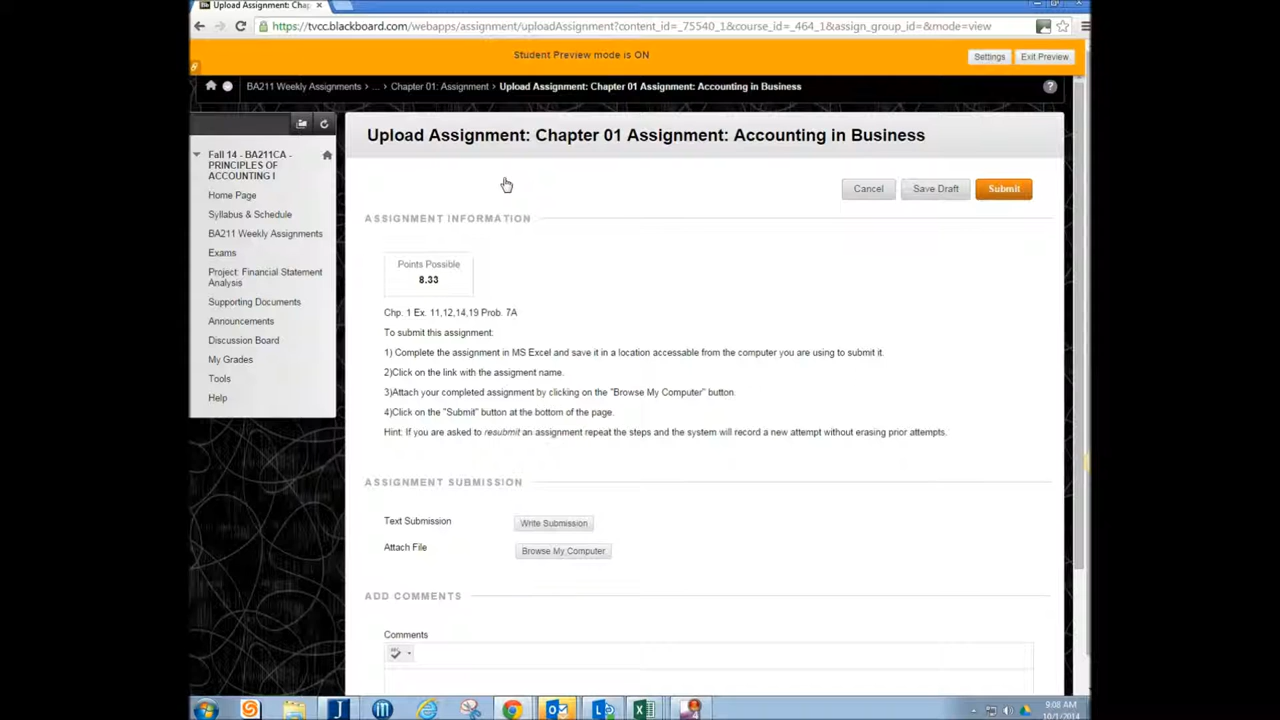 Upload Assignment: Chap
https://tvcc.blackboard.com/webapps/assignment/uploadAssignment?content_id=_75540_1&course_id=_464_1&assign_group_id=&mode=view
Student Preview mode is ON
Settings
Exit Preview
BA211 Weekly Assignments > ... > Chapter 01: Assignment > Upload Assignment: Chapter 01 Assignment: Accounting in Business
?
Fall 14 - BA211CA -
PRINCIPLES OF
ACCOUNTING I
Home Page
Syllabus & Schedule
BA211 Weekly Assignments
Exams
Project: Financial Statement
Analysis
Supporting Documents
Announcements
Discussion Board
My Grades
Tools
Help
Upload Assignment: Chapter 01 Assignment: Accounting in Business
Cancel
Save Draft
Submit
ASSIGNMENT INFORMATION
Points Possible
8.33
Chp. 1 Ex. 11,12,14,19 Prob. 7A
To submit this assignment:
1) Complete the assignment in MS Excel and save it in a location accessable from the computer you are using to submit it.
2)Click on the link with the assigment name.
3)Attach your completed assignment by clicking on the "Browse My Computer" button.
4)Click on the "Submit" button at the bottom of the page.
Hint: If you are asked to resubmit an assignment repeat the steps and the system will record a new attempt without erasing prior attempts.
ASSIGNMENT SUBMISSION
Text Submission
Write Submission
Attach File
Browse My Computer
ADD COMMENTS
Comments
9:08 AM
10/1/2014